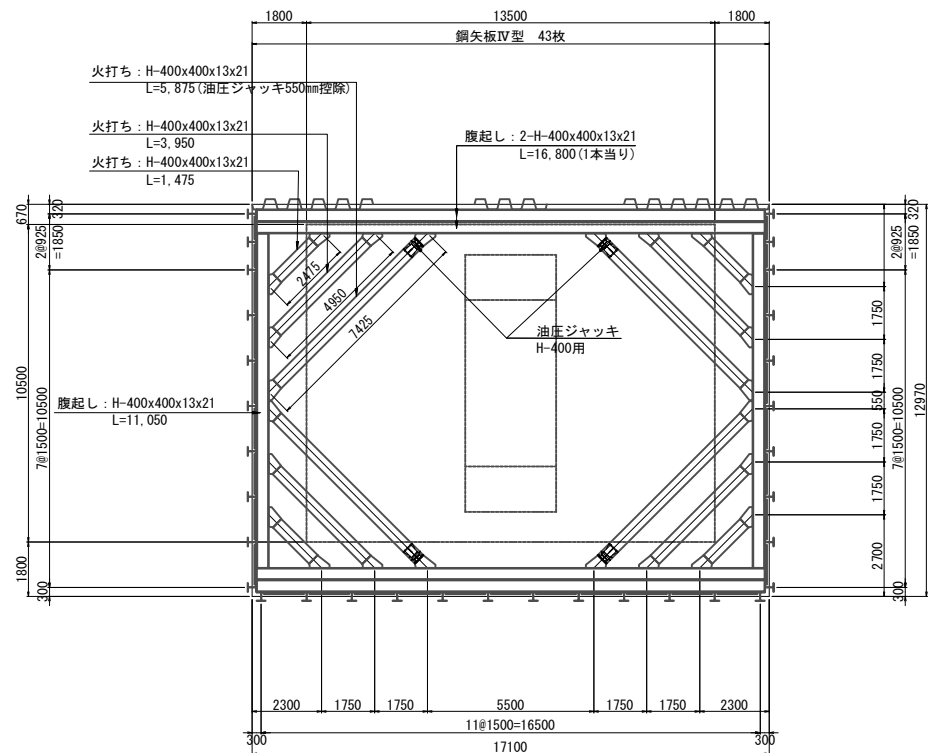 1800
13500
1800
鋼矢板Ⅳ型 43枚
火打ち：H-400x400x13x21
L=5,875(油圧ジャッキ550mm控除)
火打ち：H-400x400x13x21
L=3,950
火打ち：H-400x400x13x21
L=1,475
腹起し：2-H-400x400x13x21
L=16,800(1本当り)
670
320
2@925
=1850
10500
7@1500=10500
1800
300
2475
4950
7425
油圧ジャッキ
H-400用
腹起し：H-400x400x13x21
L=11,050
320
2@925
=1850
1750
1750
550
1750
1750
2700
7@1500=10500
300
12970
2300
1750
1750
5500
1750
1750
2300
300
11@1500=16500
300
17100